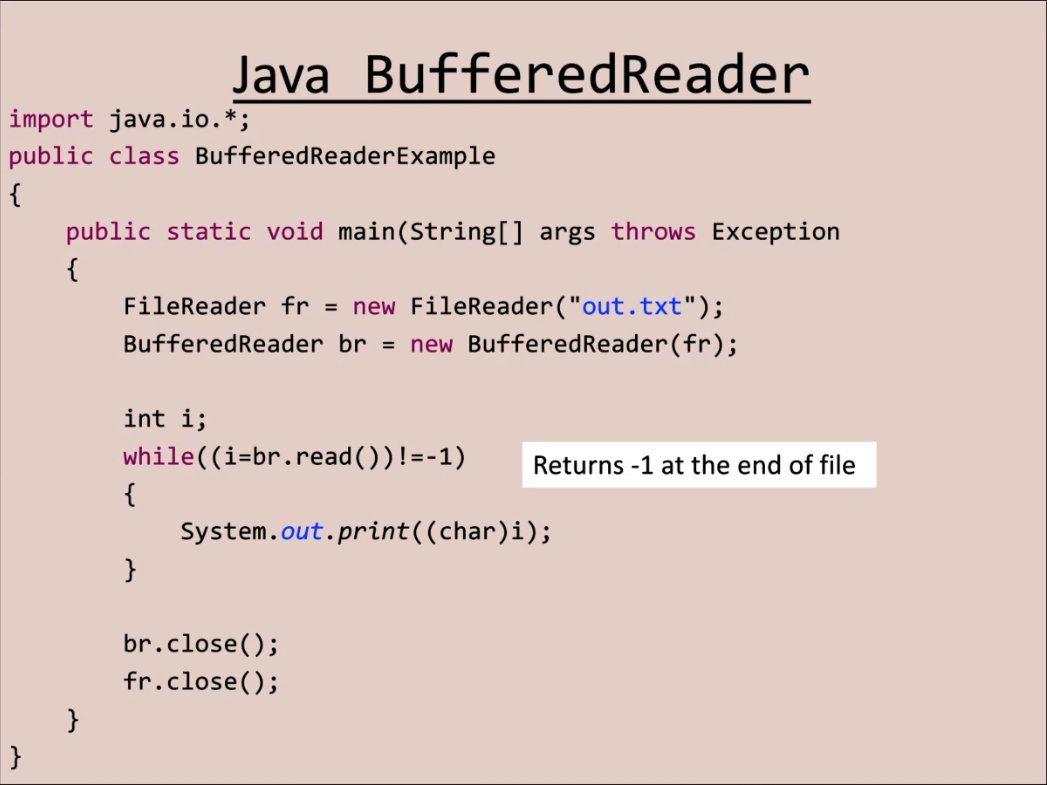 Java BufferedReader
import java.io.*;
public class BufferedReaderExample
{
    public static void main(String[] args throws Exception
    {
        FileReader fr = new FileReader("out.txt");
        BufferedReader br = new BufferedReader(fr);

        int i;
        while((i=br.read())!=-1)    Returns -1 at the end of file
        {
            System.out.print((char)i);
        }

        br.close();
        fr.close();
    }
}